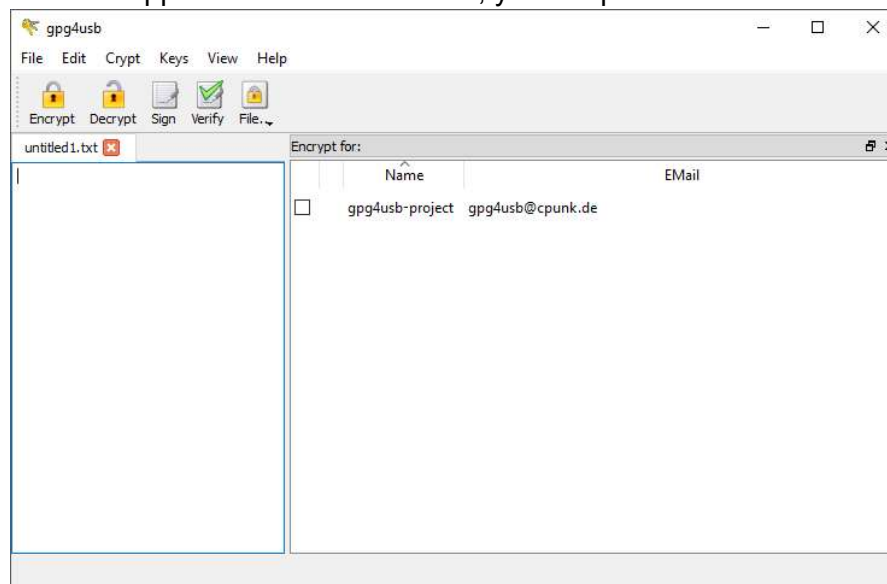 gpg4usb
File Edit Crypt Keys View Help
Encrypt Decrypt Sign Verify File..
untitled1.txt
Encrypt for:
Name EMail
gpg4usb-project gpg4usb@cpunk.de